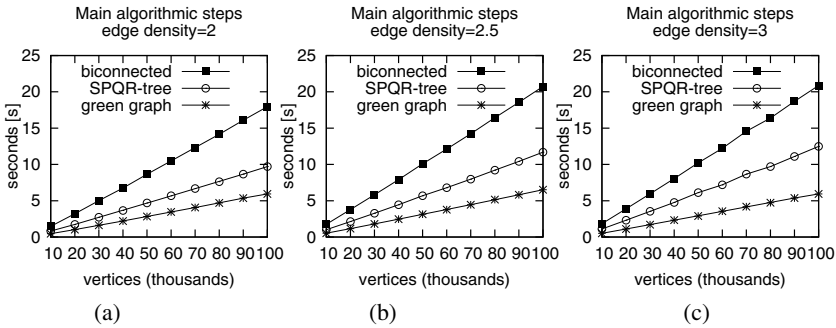 Main algorithmic steps
edge density=2
25
20
15
10
5
0
seconds [s]
biconnected
SPQR-tree
green graph
10 20 30 40 50 60 70 80 90 100
vertices (thousands)
(a)
Main algorithmic steps
edge density=2.5
25
20
15
10
5
0
seconds [s]
biconnected
SPQR-tree
green graph
10 20 30 40 50 60 70 80 90 100
vertices (thousands)
(b)
Main algorithmic steps
edge density=3
25
20
15
10
5
0
seconds [s]
biconnected
SPQR-tree
green graph
10 20 30 40 50 60 70 80 90 100
vertices (thousands)
(c)